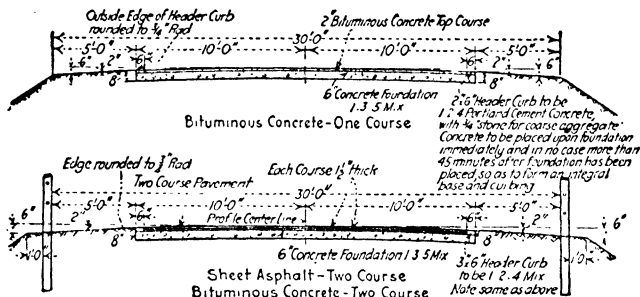 Outside Edge of Header Curb
rounded to ¾" Rad
2" Bituminous Concrete Top Course
30'-0"
5'-0" 10'-0" 10'-0" 5'-0"
6" 6"
6" 2" 2" 6"
8" 8"
6" Concrete Foundation
1 3 5 Mix
Bituminous Concrete-One Course
2"x6" Header Curb to be
1 2 4 Portland Cement Concrete,
with ¾" stone for coarse aggregate
Concrete to be placed upon foundation
immediately and in no case more than
45 minutes after foundation has been
placed, so as to form an integral
base and curbing
Edge rounded to Rad
Each Course 1½" thick
Two Course Pavement
30'-0"
5'-0" 10'-0" 10'-0" 5'-0"
6" 6"
Profile Center Line
6" 2" 2" 6"
8" 8"
1'0 1'0
6" Concrete Foundation 1 3 5 Mix
3"x6" Header Curb
to be 1 2 4 Mix
Note same as above
Sheet Asphalt-Two Course
Bituminous Concrete-Two Course